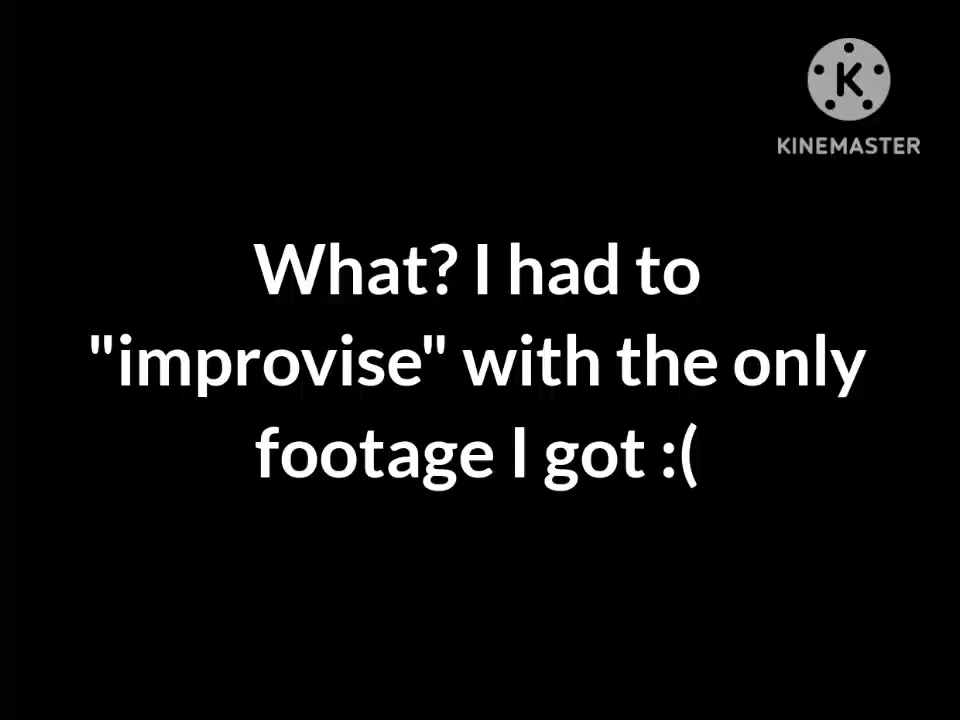 K
KINEMASTER
What? I had to
"improvise" with the only
footage I got :(